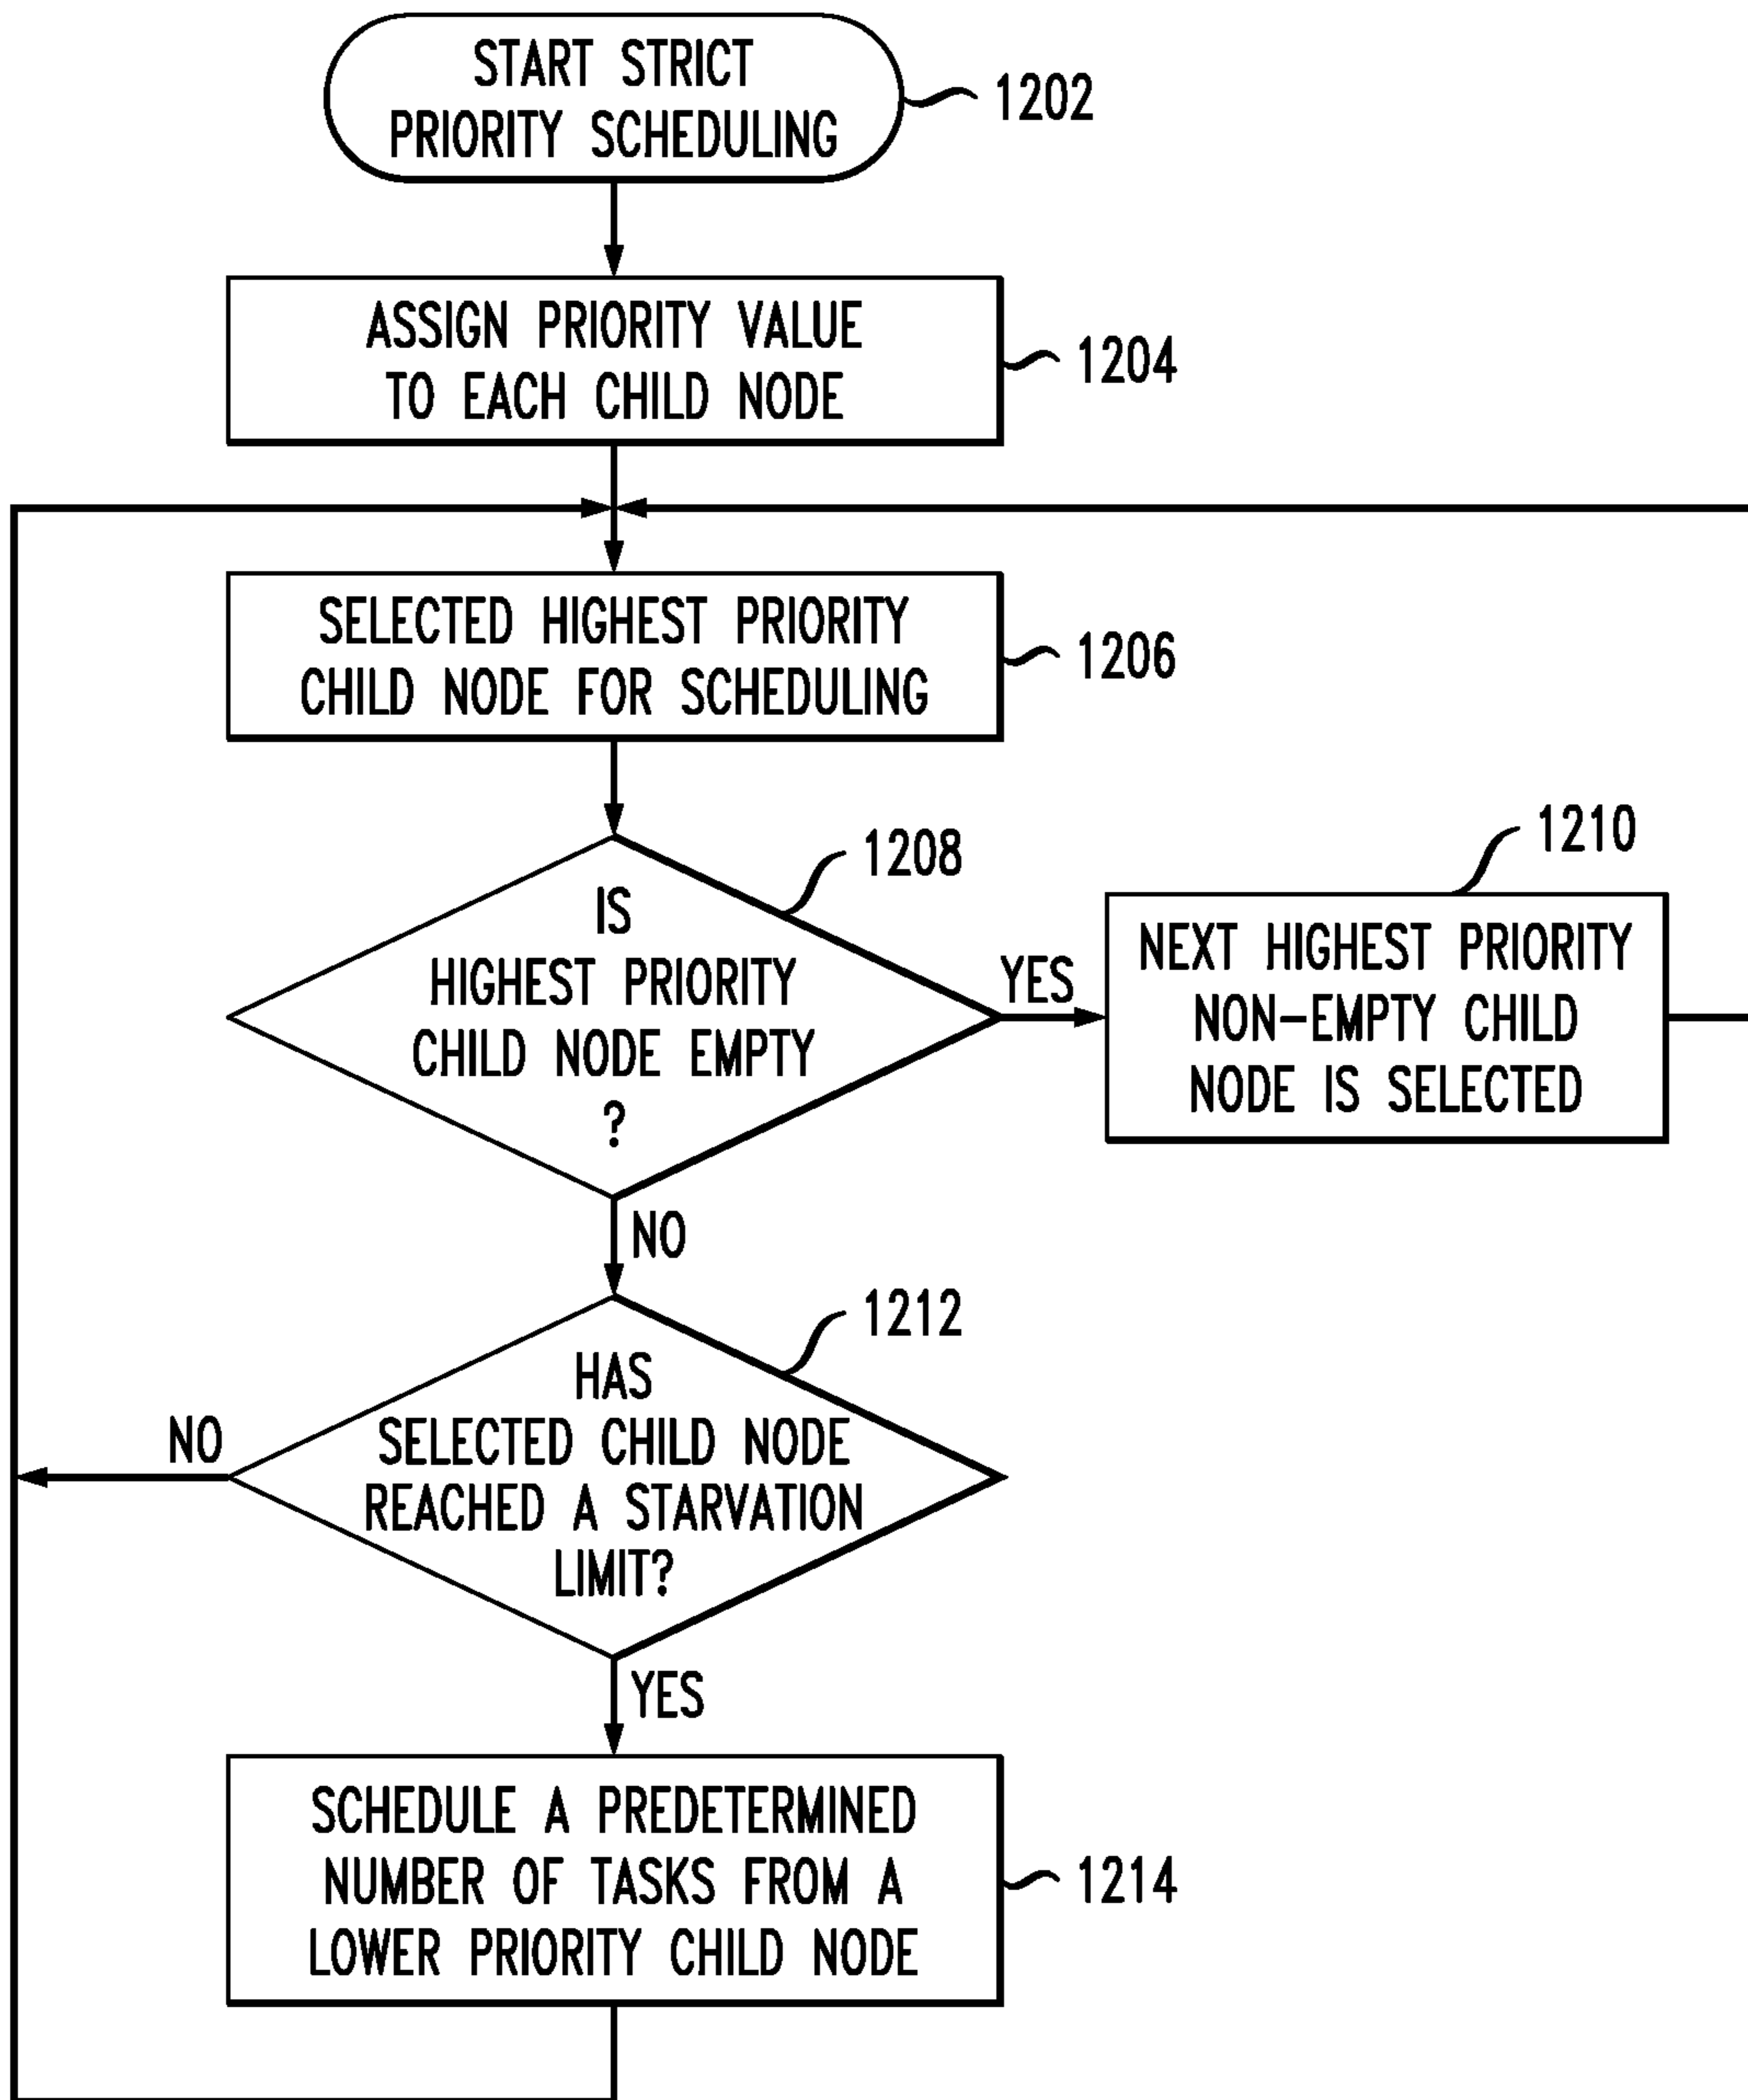 START STRICT
PRIORITY SCHEDULING
1202
ASSIGN PRIORITY VALUE
TO EACH CHILD NODE
1204
SELECTED HIGHEST PRIORITY
CHILD NODE FOR SCHEDULING
1206
1208
IS
HIGHEST PRIORITY
CHILD NODE EMPTY
?
YES
1210
NEXT HIGHEST PRIORITY
NON-EMPTY CHILD
NODE IS SELECTED
NO
1212
HAS
SELECTED CHILD NODE
REACHED A STARVATION
LIMIT?
NO
YES
SCHEDULE A PREDETERMINED
NUMBER OF TASKS FROM A
LOWER PRIORITY CHILD NODE
1214